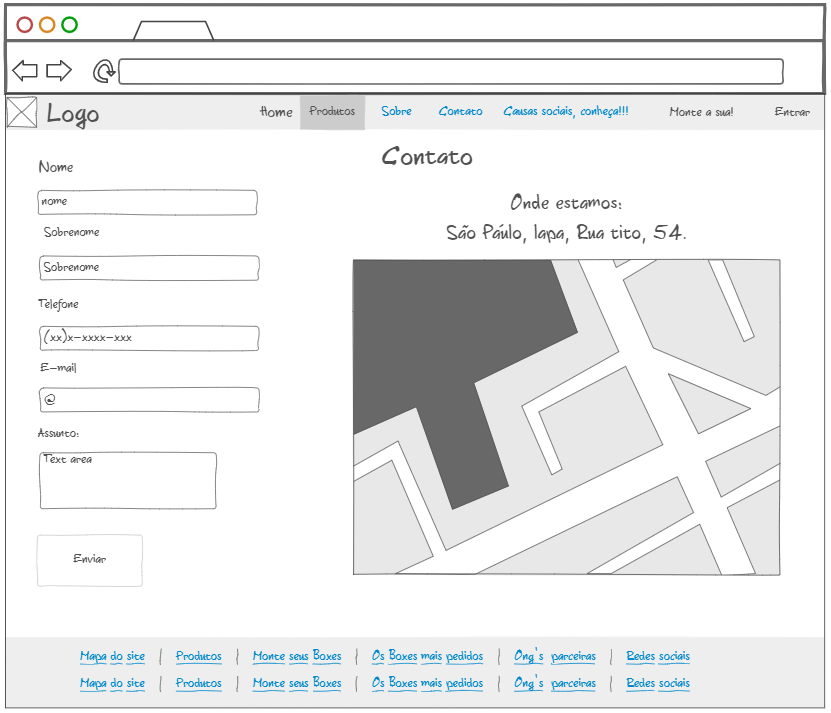 Logo Home Produtos Sobre Contato Causas sociais, conheça!!! Monte a sua! Entrar
Contato
Nome
nome
Sobrenome
Sobrenome
Telefone
(xx)x-xxxx-xxx
E-mail
@
Assunto:
Text area
Enviar
Onde estamos:
São Páulo, lapa, Rua tito, 54.
Mapa do site | Produtos | Monte seus Boxes | Os Boxes mais pedidos | Ong's parceiras | Redes sociais
Mapa do site | Produtos | Monte seus Boxes | Os Boxes mais pedidos | Ong's parceiras | Redes sociais